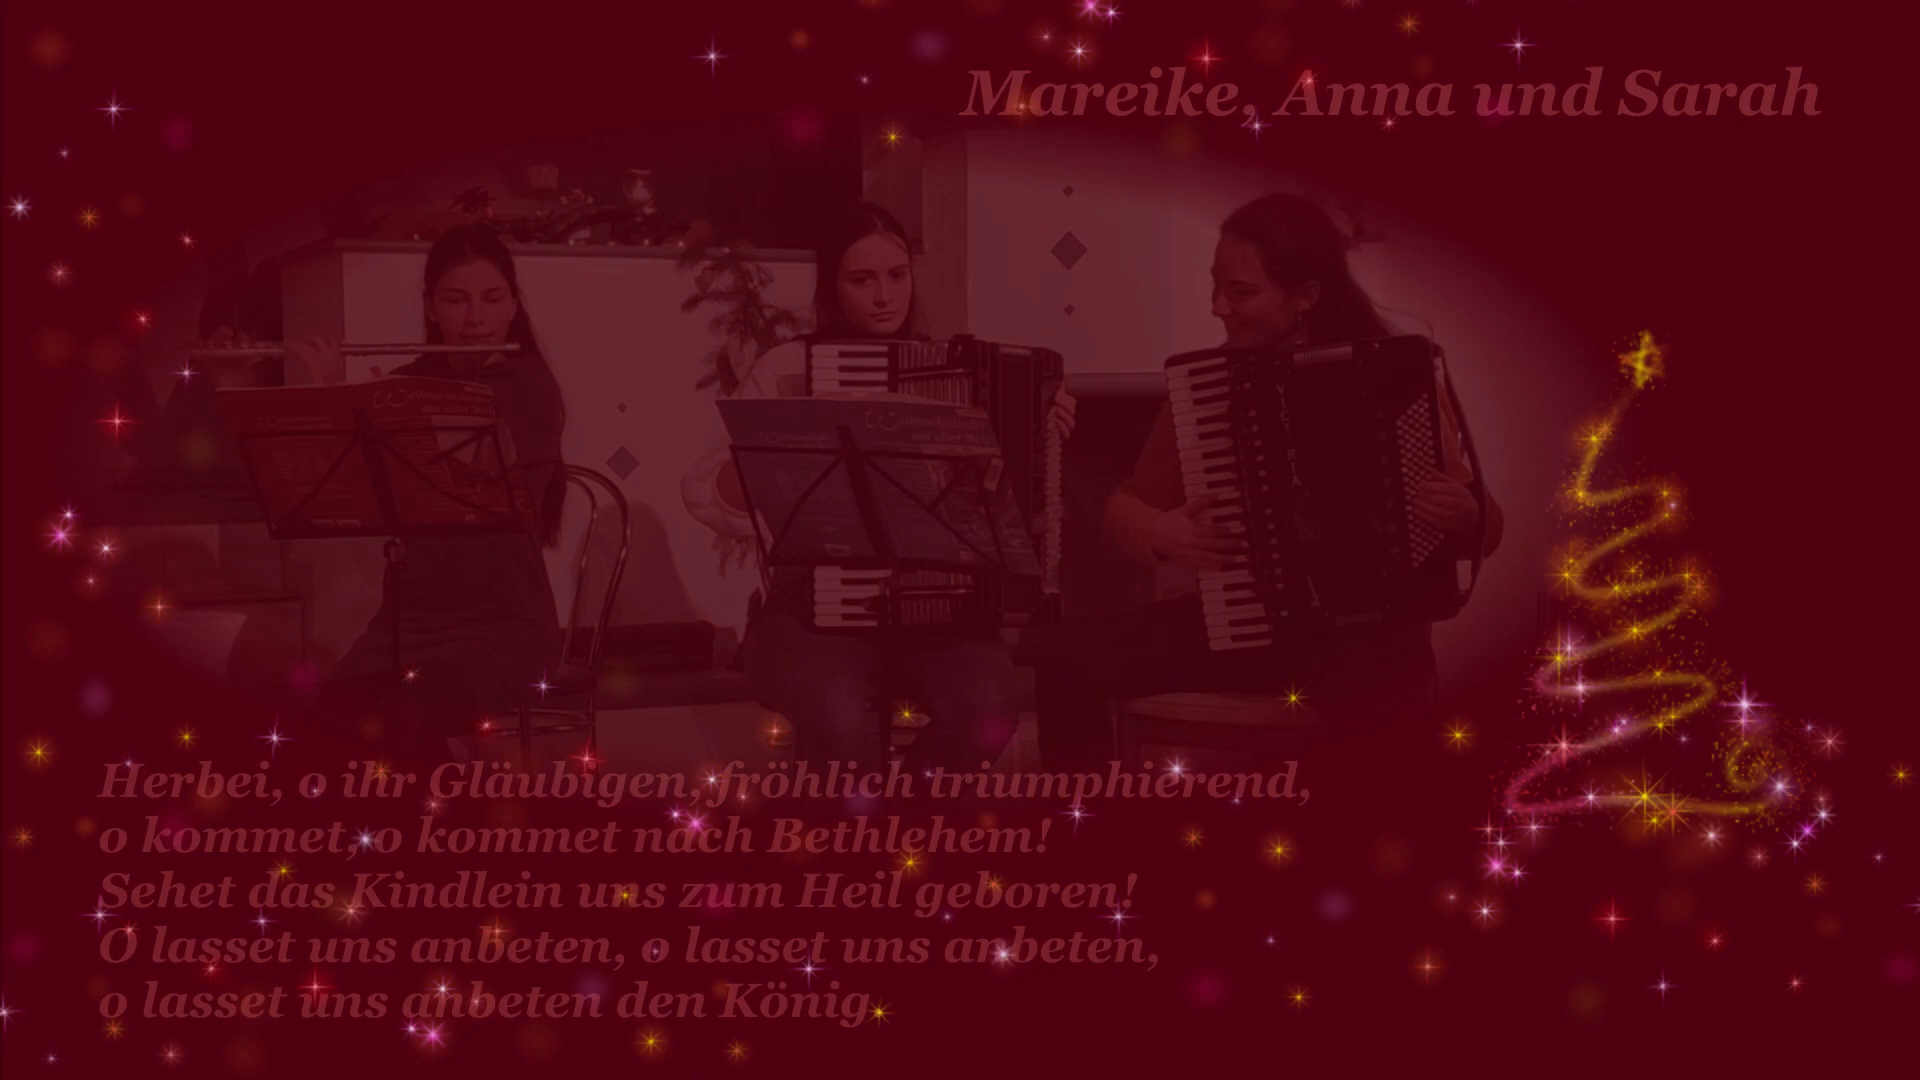 Mareike, Anna und Sarah
VICTORIA
Herbei, o ihr Gläubigen, fröhlich triumphierend,
o kommet, o kommet nach Bethlehem!
Sehet das Kindlein uns zum Heil geboren!
O lasset uns anbeten, o lasset uns anbeten,
o lasset uns anbeten den König